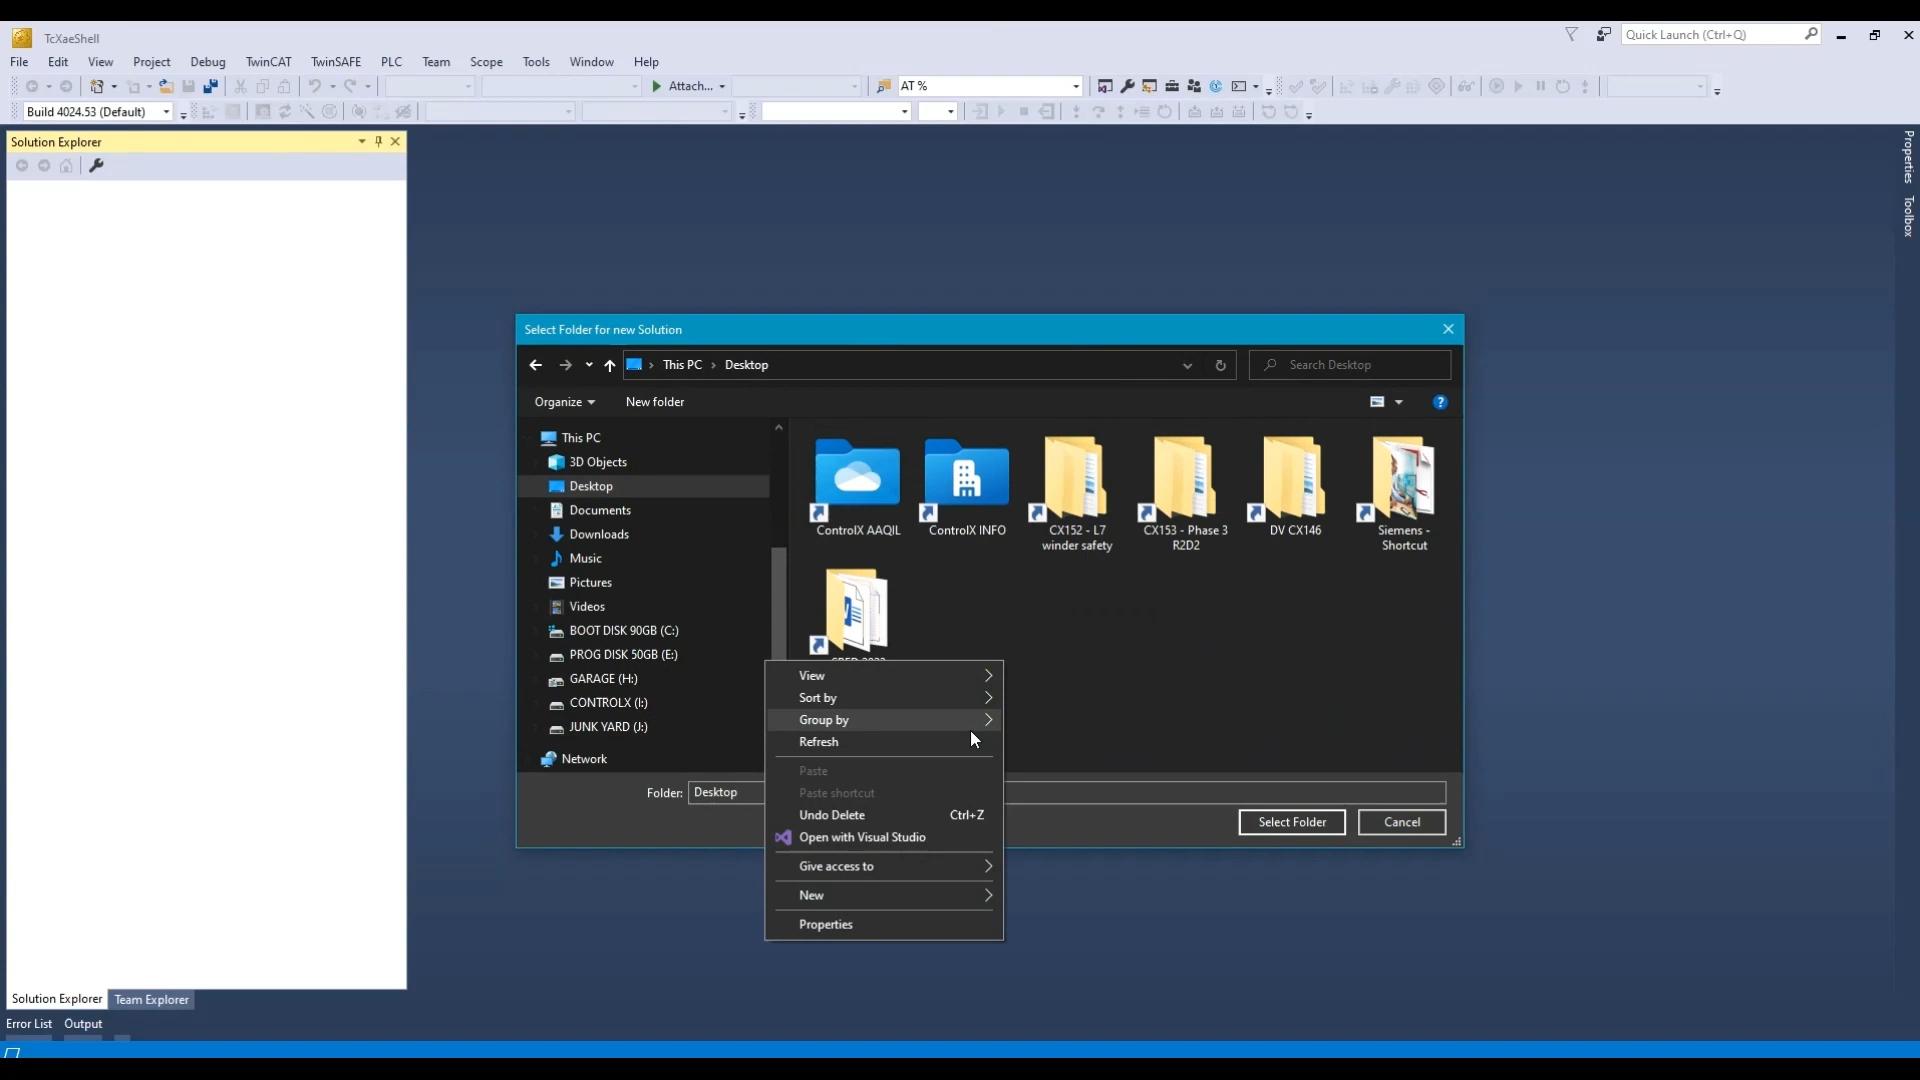 TcXaeShell
Quick Launch (Ctrl+Q)
File Edit View Project Debug TwinCAT TwinSAFE PLC Team Scope Tools Window Help
Attach...
AT %
Build 4024.53 (Default)
Solution Explorer
Properties
Toolbox
Select Folder for new Solution
This PC › Desktop
Search Desktop
Organize
New folder
This PC
3D Objects
Desktop
Documents
Downloads
Music
Pictures
Videos
BOOT DISK 90GB (C:)
PROG DISK 50GB (E:)
GARAGE (H:)
CONTROLX (I:)
JUNK YARD (J:)
Network
ControlX AAQIL
ControlX INFO
CX152 - L7
winder safety
CX153 - Phase 3
R2D2
DV CX146
Siemens -
Shortcut
View
Sort by
Group by
Refresh
Paste
Paste shortcut
Undo Delete Ctrl+Z
Open with Visual Studio
Give access to
New
Properties
Folder: Desktop
Select Folder
Cancel
Solution Explorer Team Explorer
Error List Output